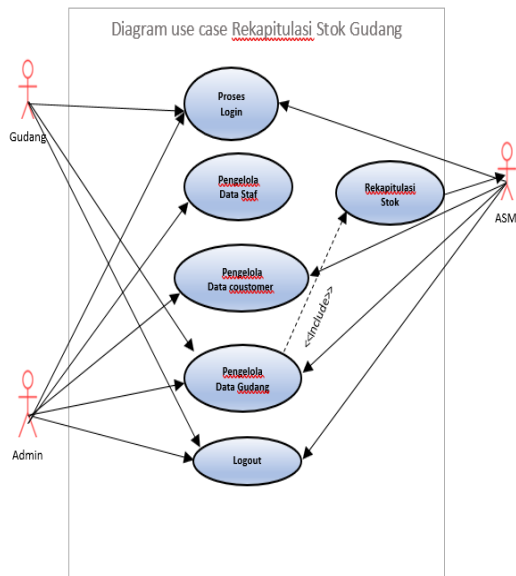 Diagram use case Rekapitulasi Stok Gudang
Gudang
Proses
Login
Pengelola
Data Staf
Rekapitulasi
Stok
ASM
Pengelola
Data coustomer
<<Include>>
Pengelola
Data Gudang
Admin
Logout